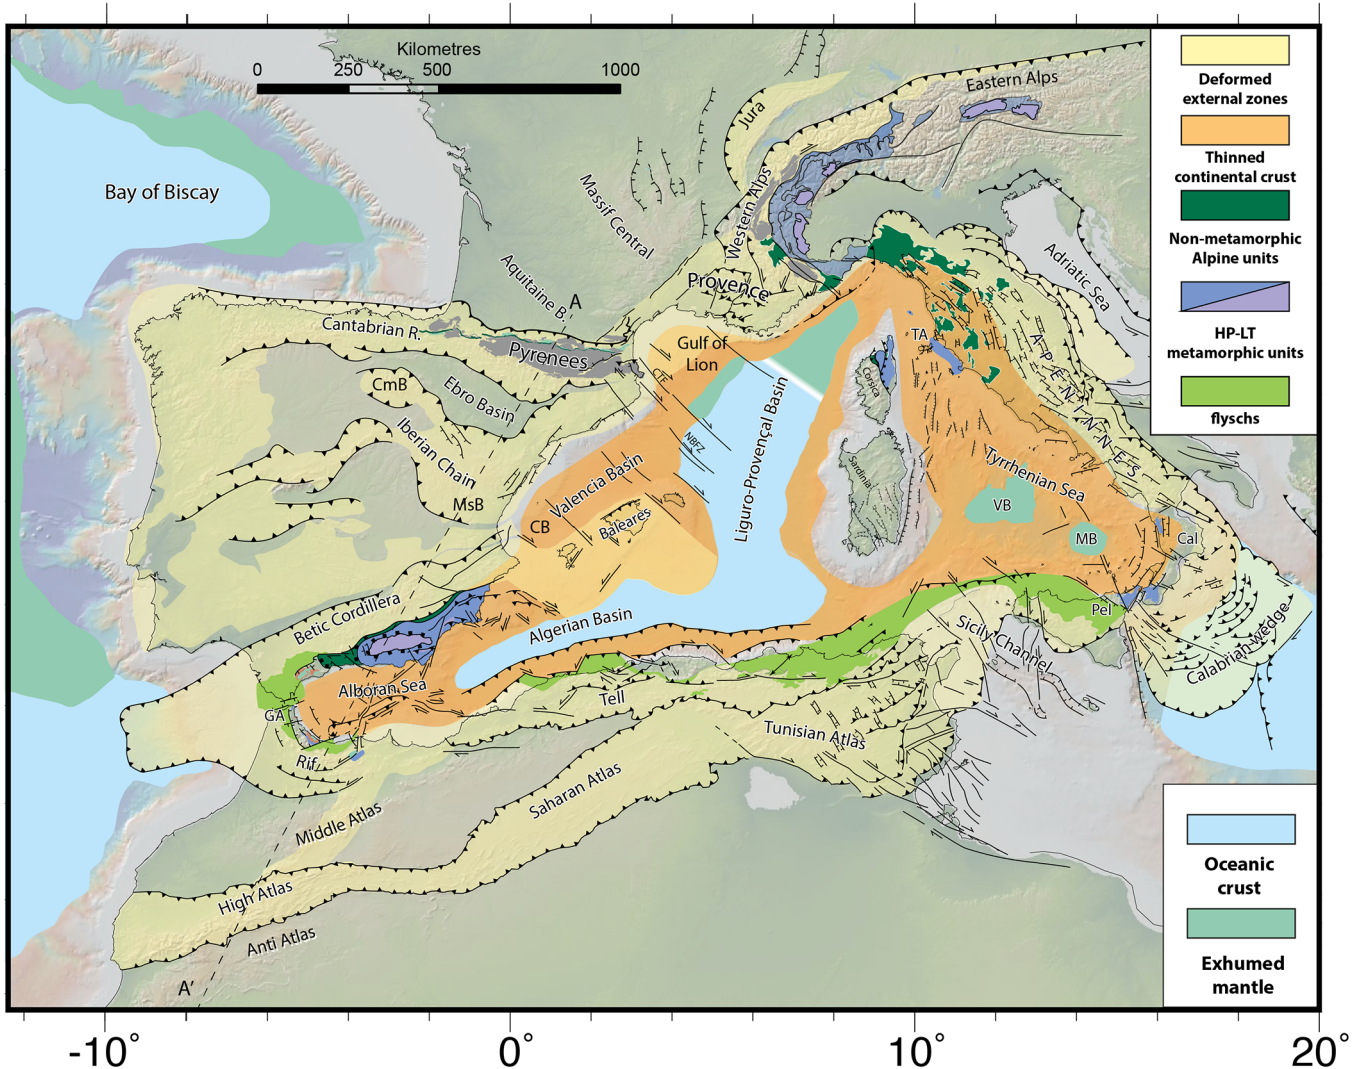 Kilometres
0 250 500 1000
Deformed
external zones
Thinned
continental crust
Non-metamorphic
Alpine units
HP-LT
metamorphic units
flyschs
Oceanic
crust
Exhumed
mantle
Eastern Alps
Jura
Western Alps
Bay of Biscay
Massif Central
Aquitaine B.
A
Provence
Adriatic Sea
Cantabrian R.
Pyrenees
Gulf of
Lion
TA
A-P-E-N-I-N-N-E-S
CmB
Ebro Basin
CFZ
Corsica
Iberian Chain
NBFZ
Liguro-Provençal Basin
Valencia Basin
Sardinia
Tyrrhenian Sea
MsB
CB
Baleares
VB
MB
Cal
Betic Cordillera
Algerian Basin
Pel
Sicily Channel
Calabrian wedge
Alboran Sea
Tell
GA
Tunisian Atlas
Rif
Saharan Atlas
Middle Atlas
High Atlas
Anti Atlas
A'
-10° 0° 10° 20°